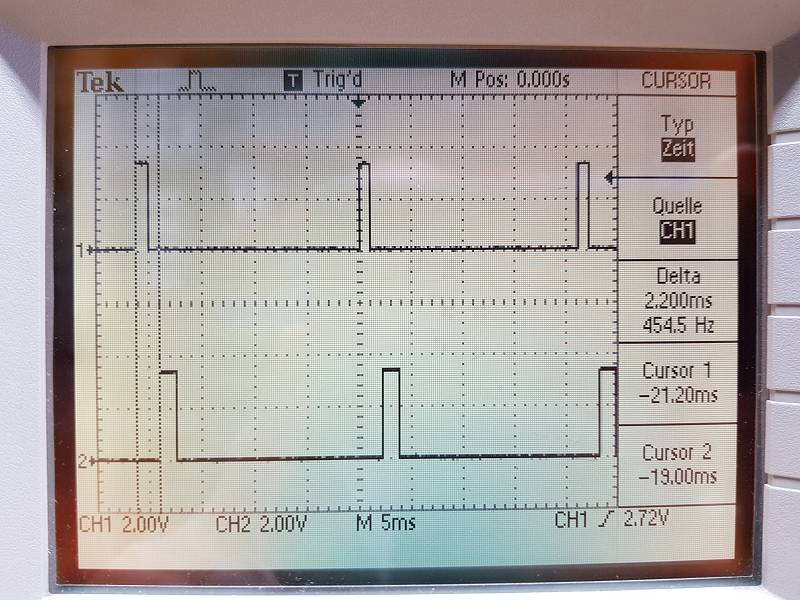 Tek T Trig'd M Pos: 0.000s CURSOR
Typ
Zeit
Quelle
CH1
Delta
2.200ms
454.5 Hz
Cursor 1
-21.20ms
Cursor 2
-19.00ms
1
2
CH1 2.00V CH2 2.00V M 5ms CH1 2.72V